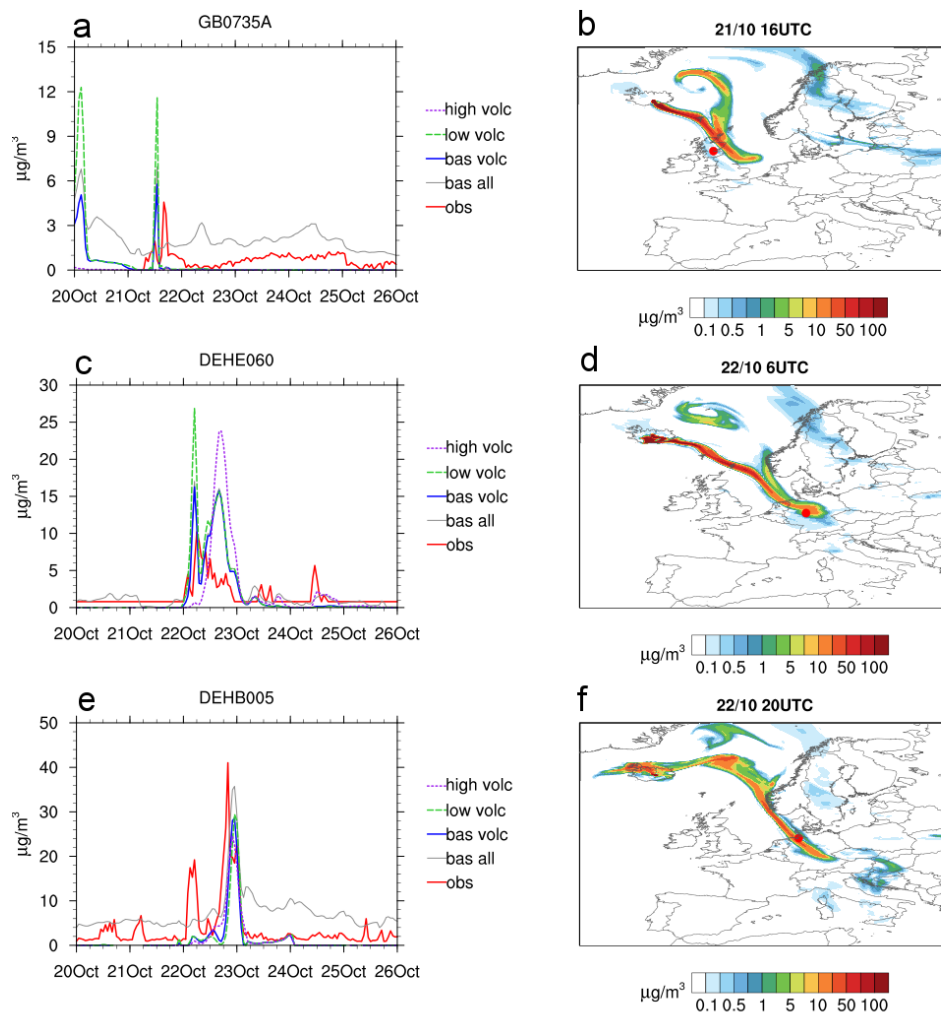 a
GB0735A
15
12
9
6
3
0
μg/m³
20Oct 21Oct 22Oct 23Oct 24Oct 25Oct 26Oct
high volc
low volc
bas volc
bas all
obs
b
21/10 16UTC
μg/m³
0.1 0.5 1 5 10 50 100
c
DEHE060
30
25
20
15
10
5
0
μg/m³
20Oct 21Oct 22Oct 23Oct 24Oct 25Oct 26Oct
high volc
low volc
bas volc
bas all
obs
d
22/10 6UTC
μg/m³
0.1 0.5 1 5 10 50 100
e
DEHB005
50
40
30
20
10
0
μg/m³
20Oct 21Oct 22Oct 23Oct 24Oct 25Oct 26Oct
high volc
low volc
bas volc
bas all
obs
f
22/10 20UTC
μg/m³
0.1 0.5 1 5 10 50 100